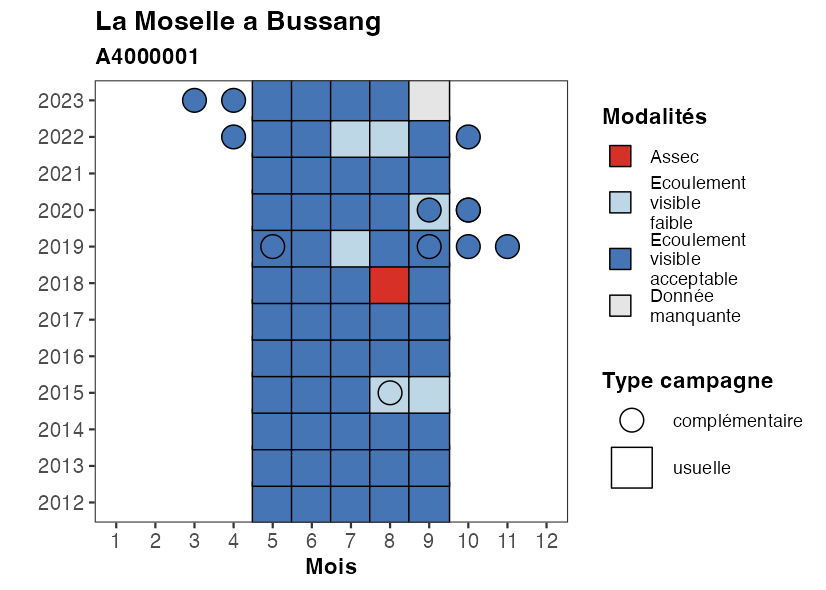 La Moselle a Bussang
A4000001
2023
2022
2021
2020
2019
2018
2017
2016
2015
2014
2013
2012
1 2 3 4 5 6 7 8 9 10 11 12
Mois
Modalités
Assec
Ecoulement
visible
faible
Ecoulement
visible
acceptable
Donnée
manquante
Type campagne
complémentaire
usuelle